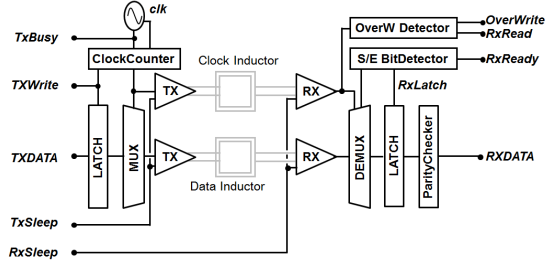 clk
OverWrite
TxBusy
OverW Detector
RxRead
ClockCounter
Clock Inductor
S/E BitDetector
RxReady
TXWrite
TX
RX
RxLatch
LATCH
MUX
TX
RX
DEMUX
LATCH
ParityChecker
TXDATA
RXDATA
Data Inductor
TxSleep
RxSleep